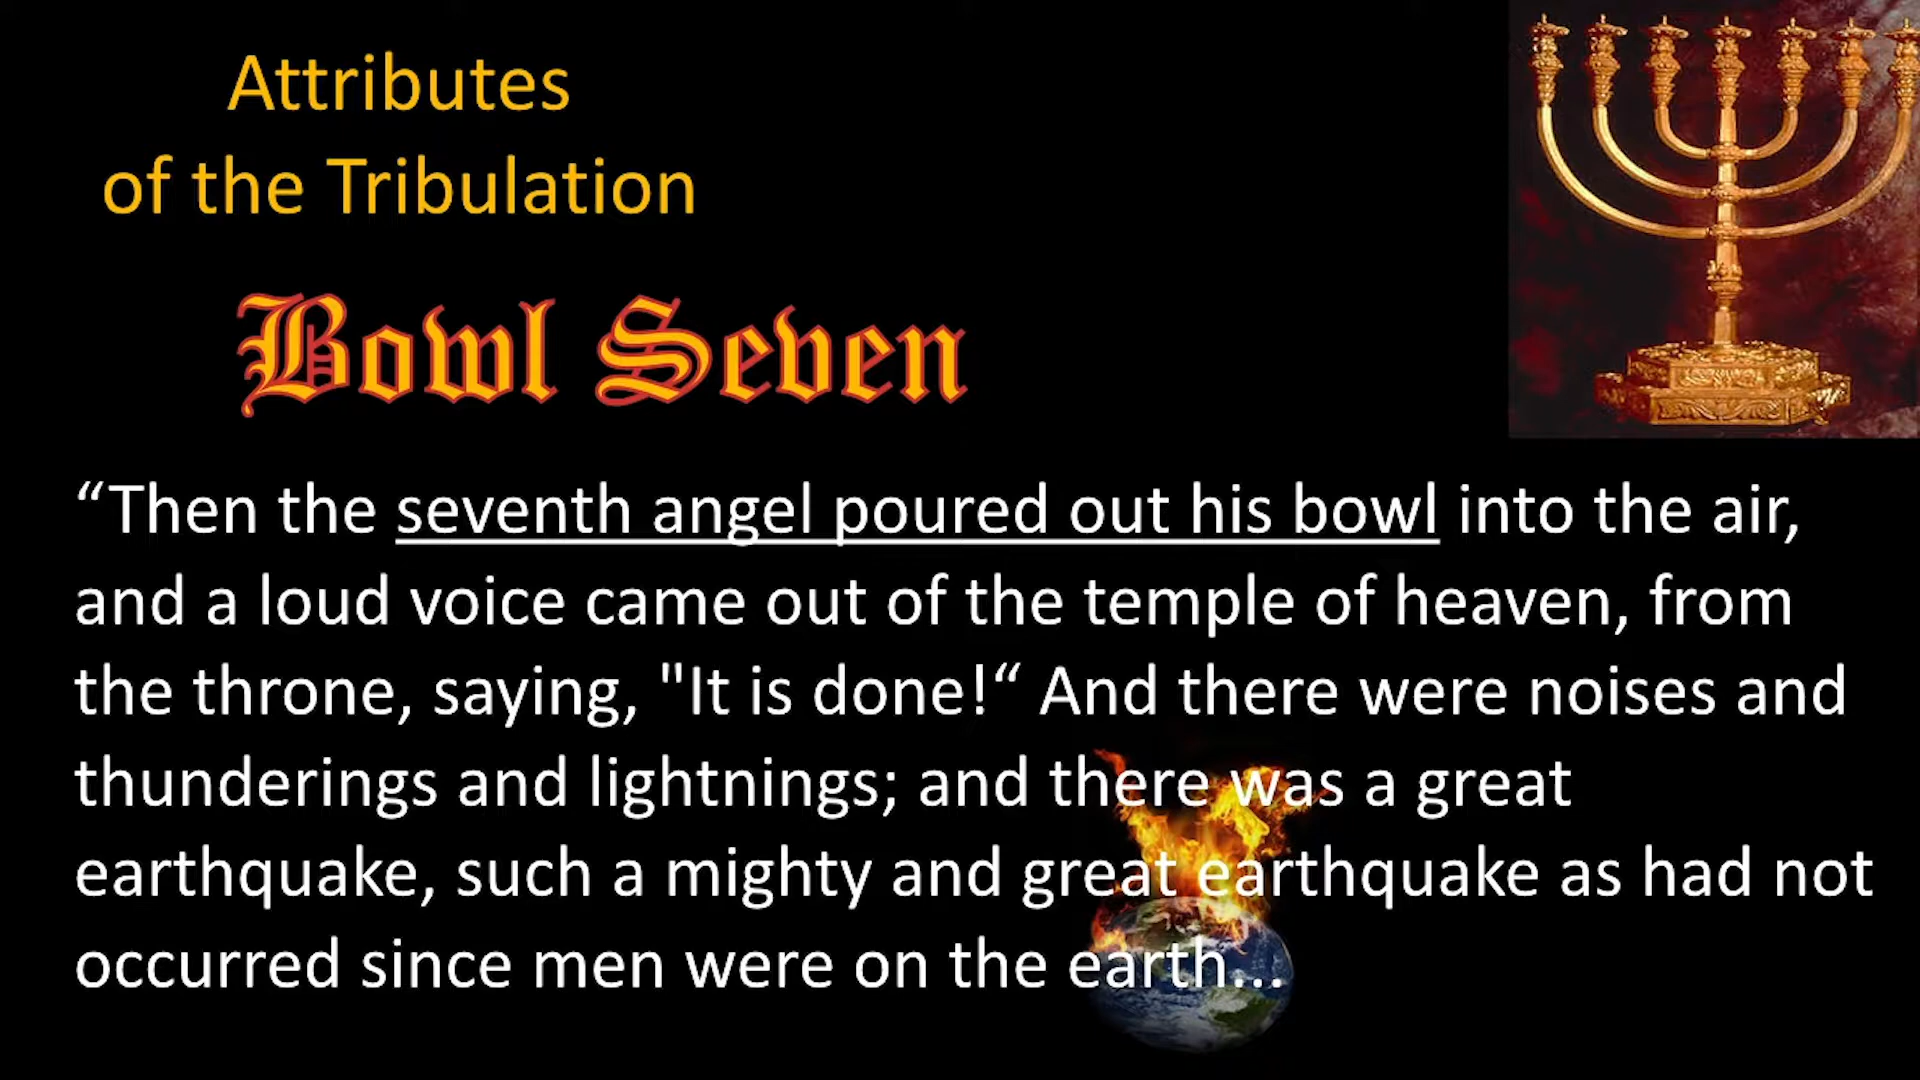 Attributes
of the Tribulation
Bowl Seven
“Then the seventh angel poured out his bowl into the air,
and a loud voice came out of the temple of heaven, from
the throne, saying, "It is done!“ And there were noises and
thunderings and lightnings; and there was a great
earthquake, such a mighty and great earthquake as had not
occurred since men were on the earth...